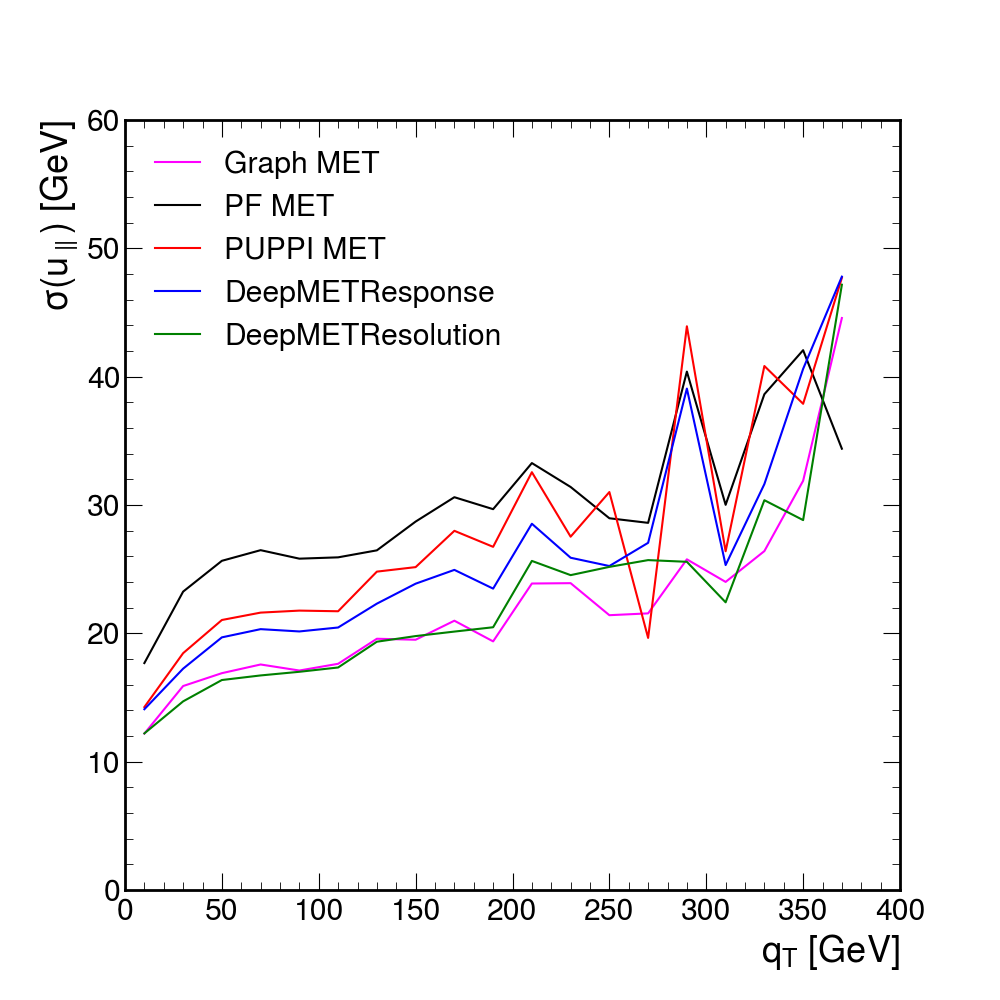 σ(u∥) [GeV]
60
50
40
30
20
10
0
Graph MET
PF MET
PUPPI MET
DeepMETResponse
DeepMETResolution
0 50 100 150 200 250 300 350 400
qT [GeV]